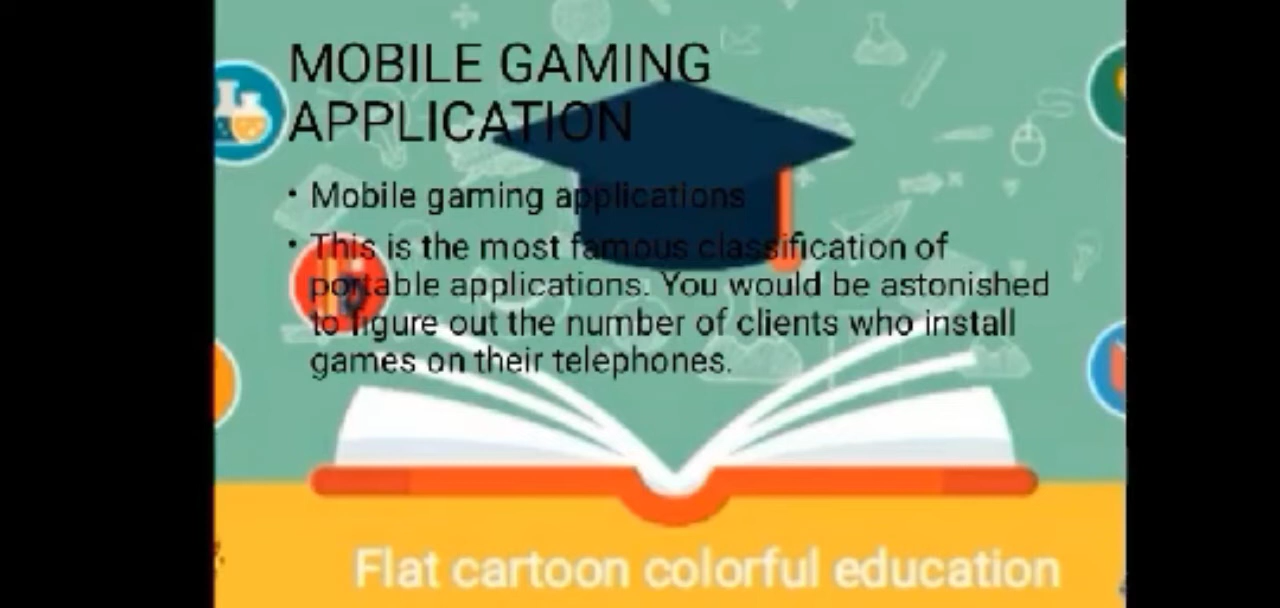 MOBILE GAMING
APPLICATION
• Mobile gaming applications
• This is the most famous classification of
portable applications. You would be astonished
to figure out the number of clients who install
games on their telephones.
Flat cartoon colorful education